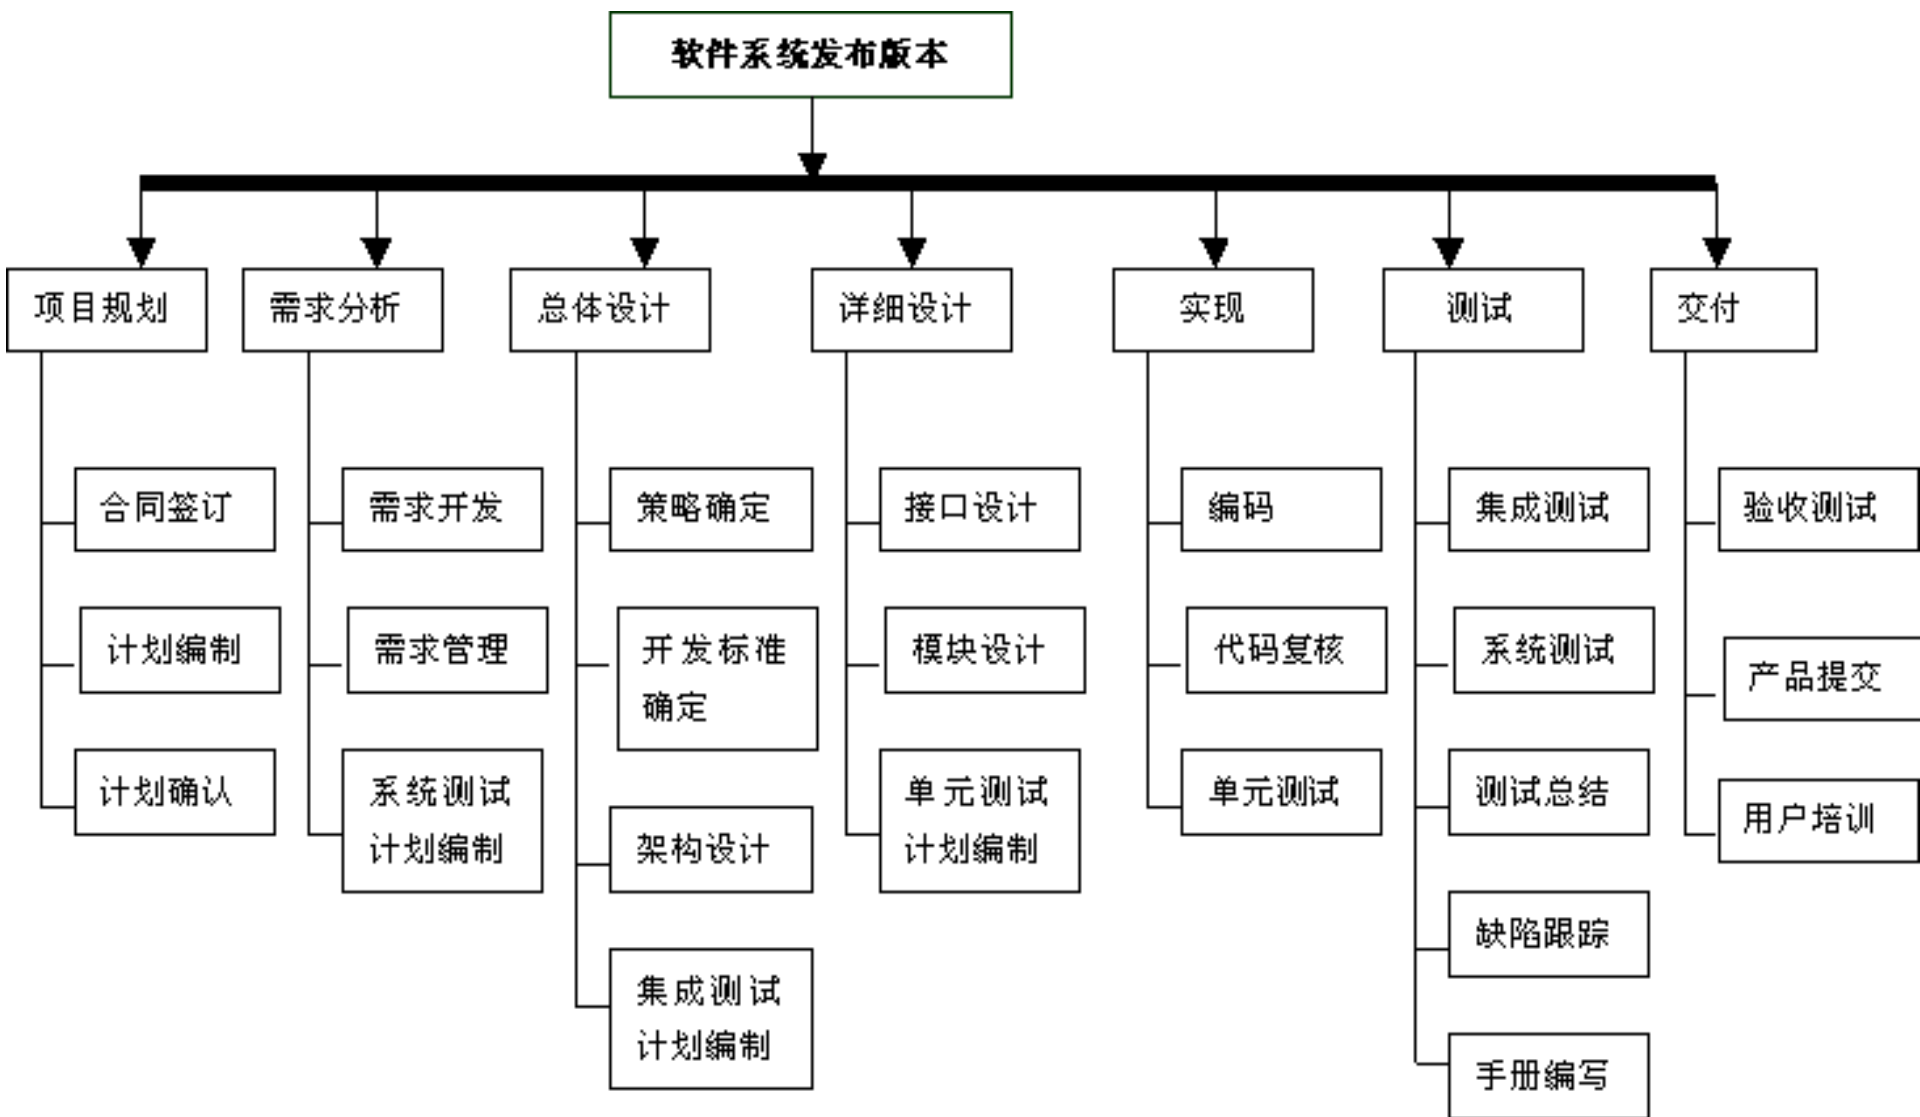 软件系统发布版本
项目规划
需求分析
总体设计
详细设计
实现
测试
交付
合同签订
计划编制
计划确认
需求开发
需求管理
系统测试
计划编制
策略确定
开发标准
确定
架构设计
集成测试
计划编制
接口设计
模块设计
单元测试
计划编制
编码
代码复核
单元测试
集成测试
系统测试
测试总结
缺陷跟踪
手册编写
验收测试
产品提交
用户培训